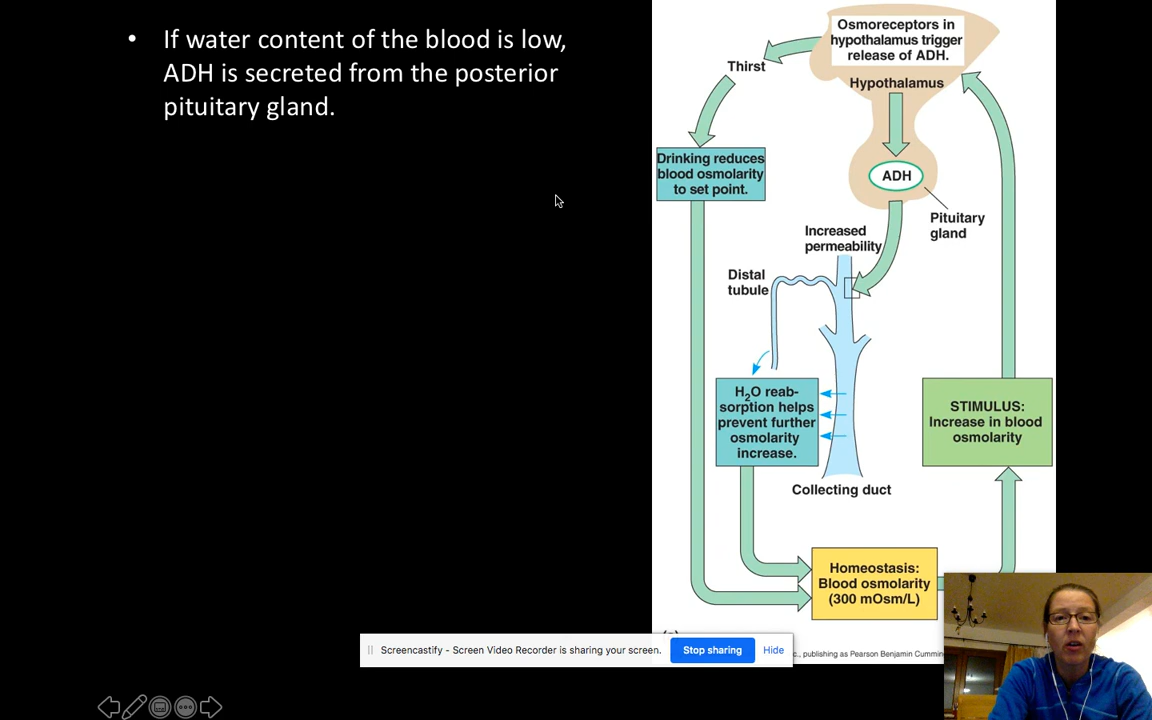 • If water content of the blood is low,
ADH is secreted from the posterior
pituitary gland.
Osmoreceptors in
hypothalamus trigger
release of ADH.
Thirst
Hypothalamus
Drinking reduces
blood osmolarity
to set point.
ADH
Pituitary
gland
Increased
permeability
Distal
tubule
H₂O reab-
sorption helps
prevent further
osmolarity
increase.
STIMULUS:
Increase in blood
osmolarity
Collecting duct
Homeostasis:
Blood osmolarity
(300 mOsm/L)
Screencastify - Screen Video Recorder is sharing your screen.
Stop sharing
Hide
c., publishing as Pearson Benjamin Cummin